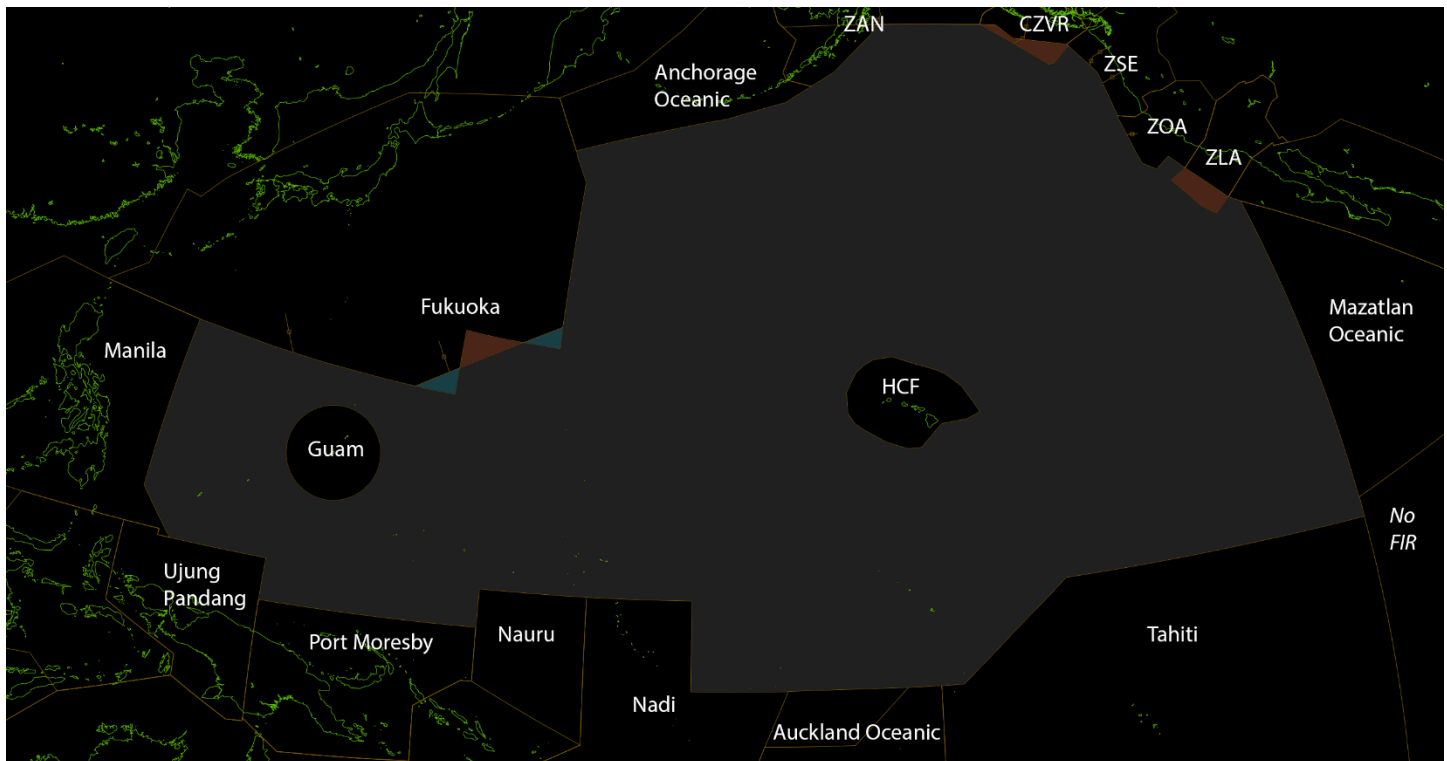 ZAN
CZVR
ZSE
Anchorage
Oceanic
ZOA
ZLA
Fukuoka
Mazatlan
Oceanic
Manila
HCF
Guam
No
FIR
Ujung
Pandang
Port Moresby
Nauru
Tahiti
Nadi
Auckland Oceanic